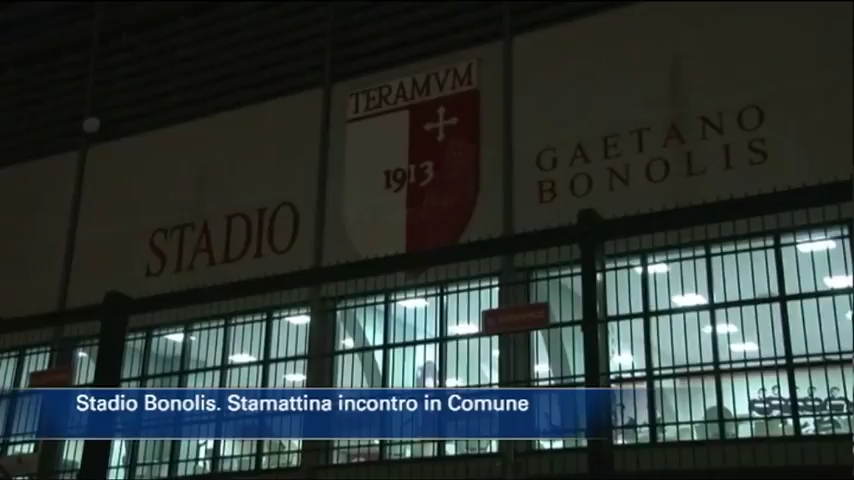 TERAMVM
1913
STADIO
GAETANO
BONOLIS
Stadio Bonolis. Stamattina incontro in Comune